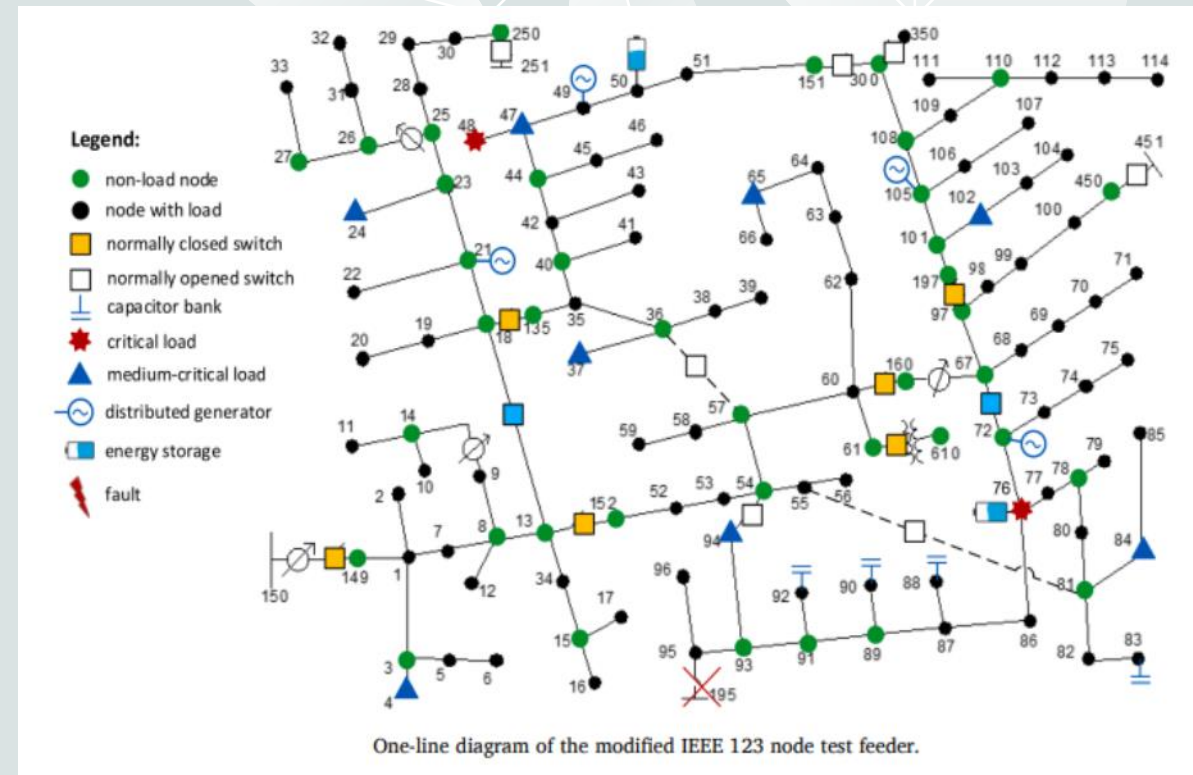 32 29 30 250 251
33 31 28 25 26 27
48 47 49 50 51 151 300 350
111 110 112 113 114
109 107 108 106 104 103 105 102 101
451 450 100 99 98 197 97
46 45 44 43 42 41 40
64 65 63 66 62
23 24 21 22 20 19 18 135 35 36 38 39 37
71 70 69 68 67 160 60 75 74 73 72
57 58 59 61 610
11 14 10 9 2 8 7 12 13 152 52 53 54 55 56
76 77 78 79 80 81 85 84
150 149 1 34 17 15 16
94 96 92 90 88
3 5 6 4
95 93 91 89 87 86 82 83
195
Legend:
non-load node
node with load
normally closed switch
normally opened switch
capacitor bank
critical load
medium-critical load
distributed generator
energy storage
fault
One-line diagram of the modified IEEE 123 node test feeder.